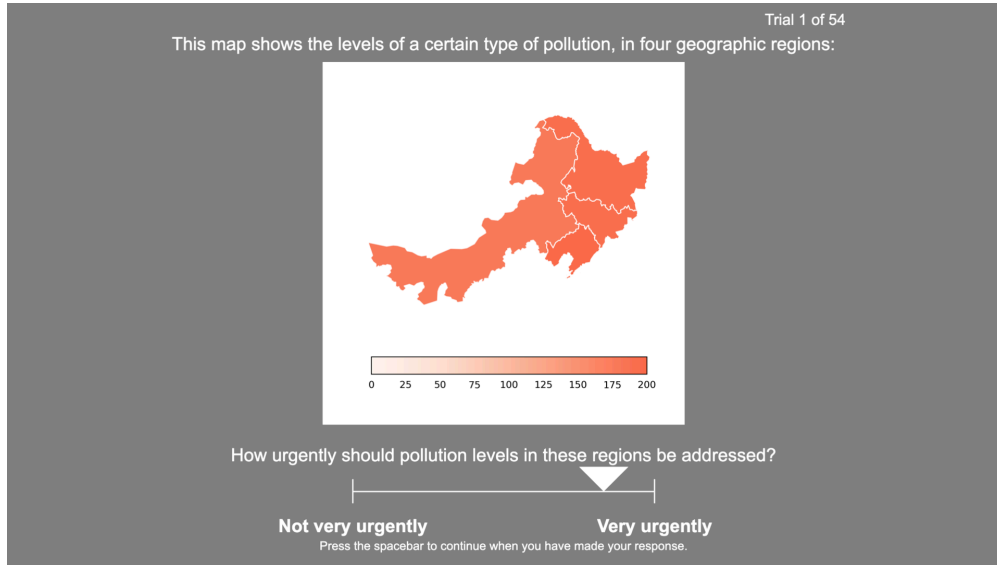 Trial 1 of 54
This map shows the levels of a certain type of pollution, in four geographic regions:
0 25 50 75 100 125 150 175 200
How urgently should pollution levels in these regions be addressed?
Not very urgently Very urgently
Press the spacebar to continue when you have made your response.